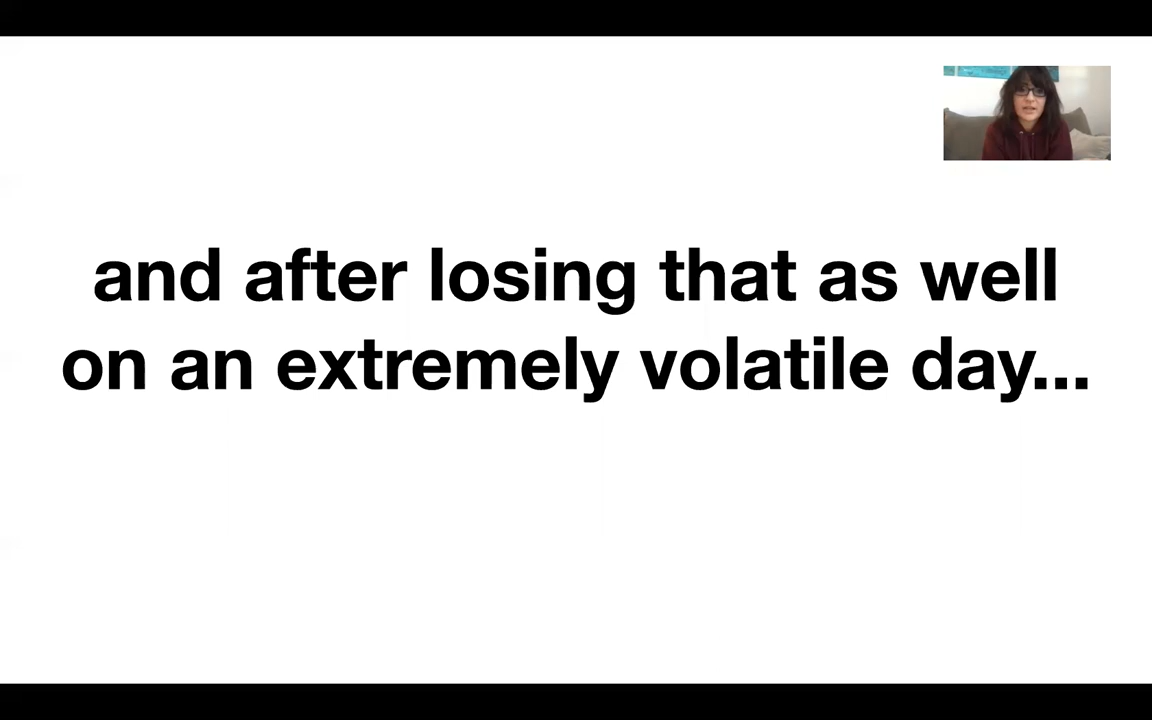 and after losing that as well
on an extremely volatile day...